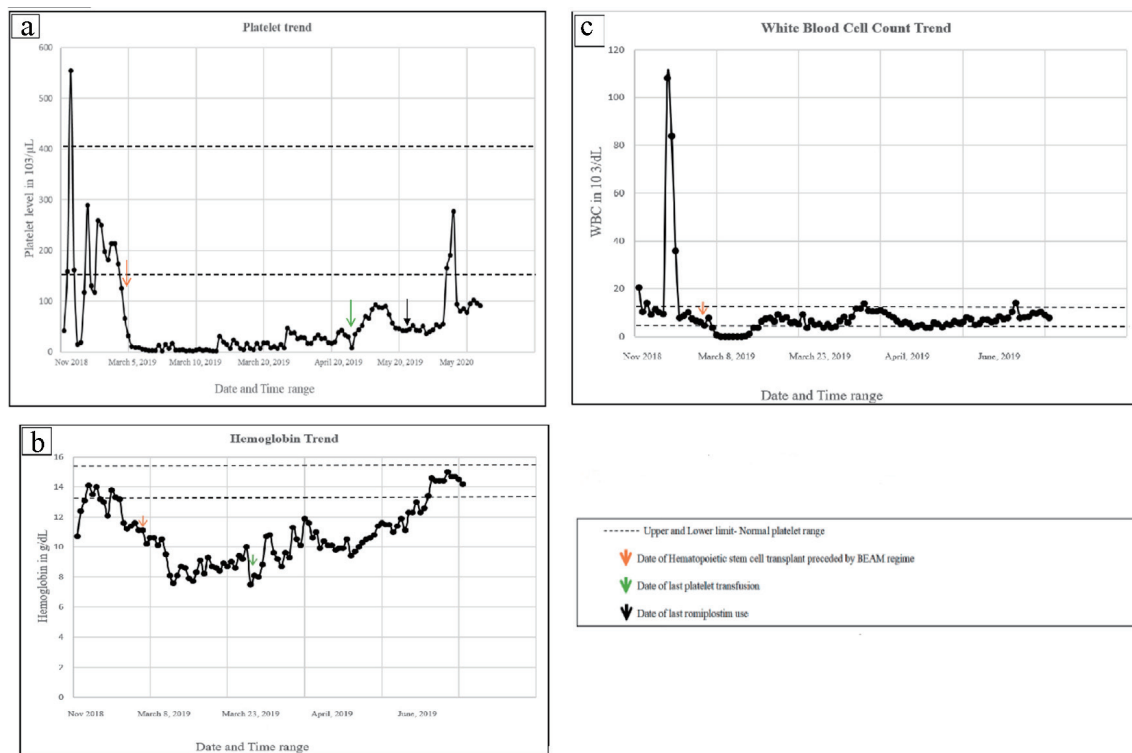 a
Platelet trend
600
500
400
300
200
100
0
Platelet level in 103/µL
Nov 2018 March 5, 2019 March 10, 2019 March 20, 2019 April 20, 2019 May 20, 2019 May 2020
Date and Time range
c
White Blood Cell Count Trend
120
100
80
60
40
20
0
WBC in 10 3/dL
Nov 2018 March 8, 2019 March 23, 2019 April, 2019 June, 2019
Date and Time range
b
Hemoglobin Trend
16
14
12
10
8
6
4
2
0
Hemoglobin in g/dL
Nov 2018 March 8, 2019 March 23, 2019 April, 2019 June, 2019
Date and Time range
Upper and Lower limit- Normal platelet range
Date of Hematopoietic stem cell transplant preceded by BEAM regime
Date of last platelet transfusion
Date of last romiplostim use